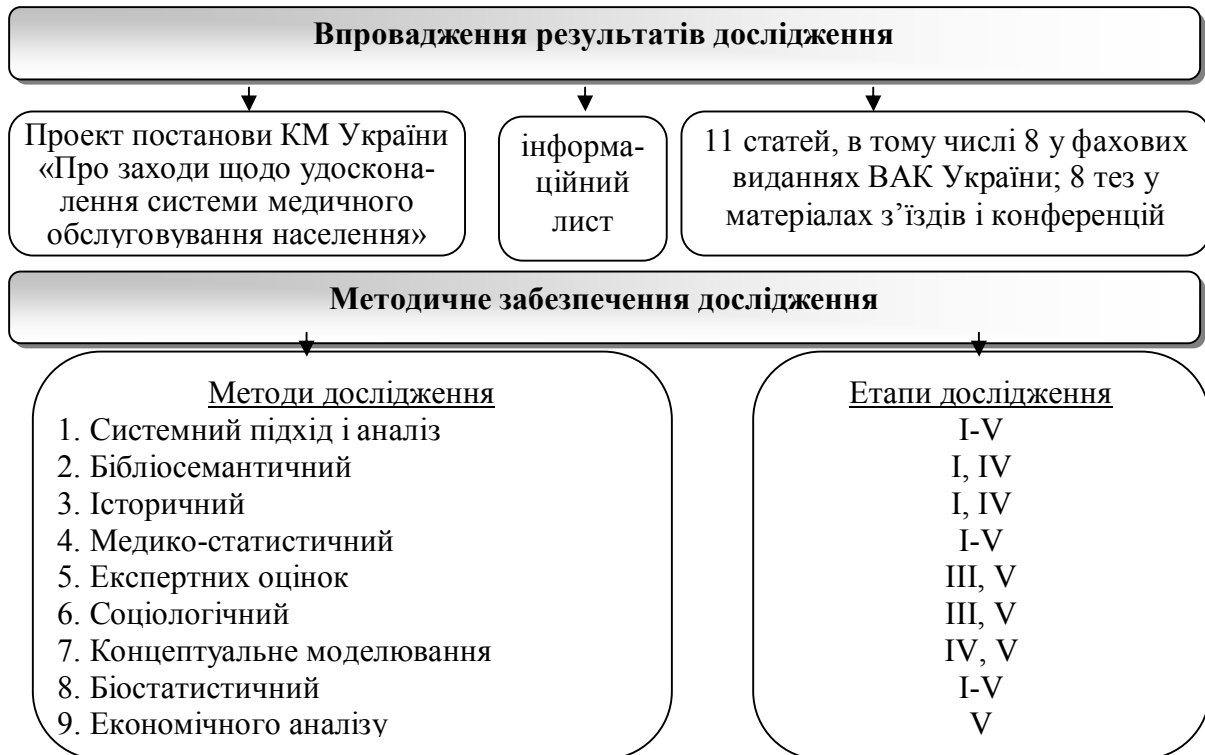 Впровадження результатів дослідження
Проект постанови КМ України
«Про заходи щодо удоскона-
лення системи медичного
обслуговування населення»
інформа-
ційний
лист
11 статей, в тому числі 8 у фахових
виданнях ВАК України; 8 тез у
матеріалах з’їздів і конференцій
Методичне забезпечення дослідження
Методи дослідження
1. Системний підхід і аналіз
2. Бібліосемантичний
3. Історичний
4. Медико-статистичний
5. Експертних оцінок
6. Соціологічний
7. Концептуальне моделювання
8. Біостатистичний
9. Економічного аналізу
Етапи дослідження
I-V
I, IV
I, IV
I-V
III, V
III, V
IV, V
I-V
V